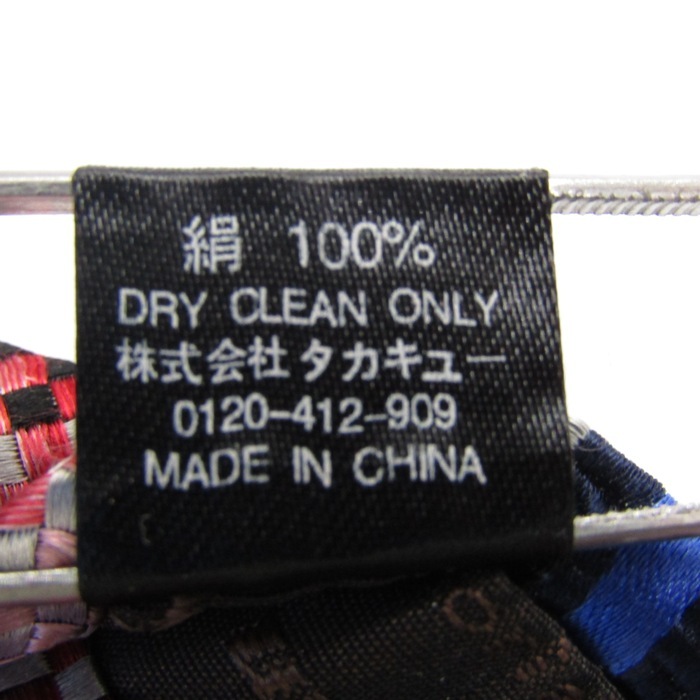 絹 100%
DRY CLEAN ONLY
株式会社 タカキュー
0120-412-909
MADE IN CHINA